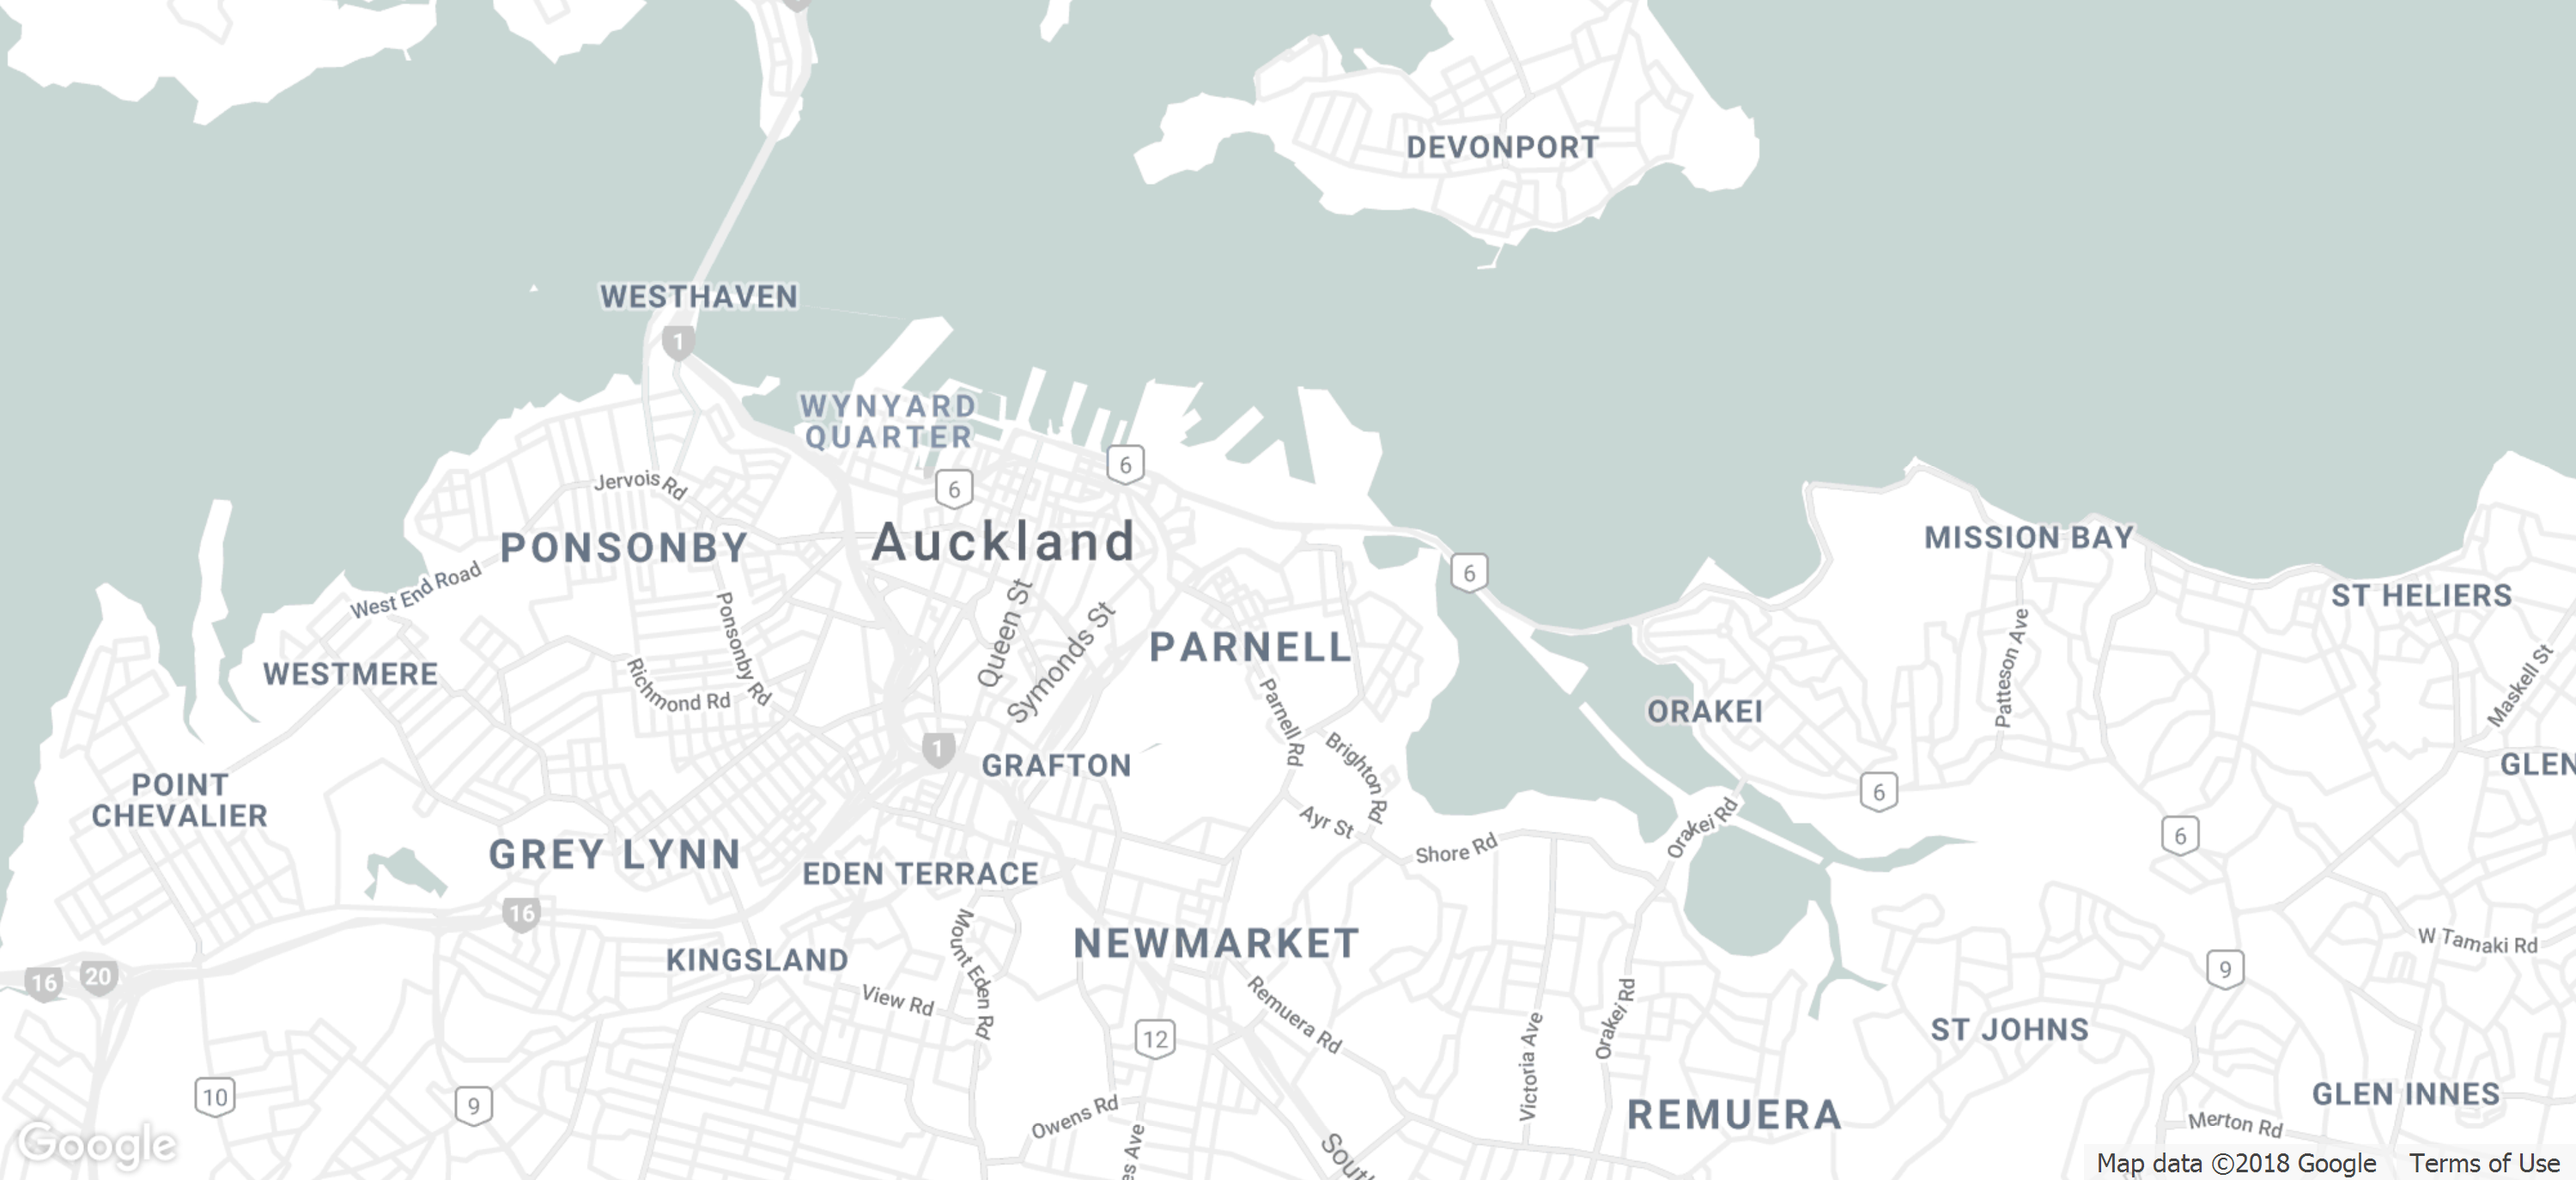 DEVONPORT
WESTHAVEN
1
WYNYARD
QUARTER
6
6
Jervois Rd
Auckland
PONSONBY
MISSION BAY
6
West End Road
ST HELIERS
Ponsonby Rd
Queen St
Symonds St
PARNELL
Patteson Ave
Maskell St
WESTMERE
Richmond Rd
Parnell Rd
ORAKEI
1
GRAFTON
Brighton Rd
GLEN
POINT
CHEVALIER
6
Ayr St
Orakei Rd
6
Shore Rd
GREY LYNN
EDEN TERRACE
16
Mount Eden Rd
NEWMARKET
W Tamaki Rd
KINGSLAND
16
20
9
View Rd
Remuera Rd
Orakei Rd
Victoria Ave
12
ST JOHNS
10
9
Owens Rd
GLEN INNES
REMUERA
Merton Rd
es Ave
South
Google
Map data ©2018 Google
Terms of Use